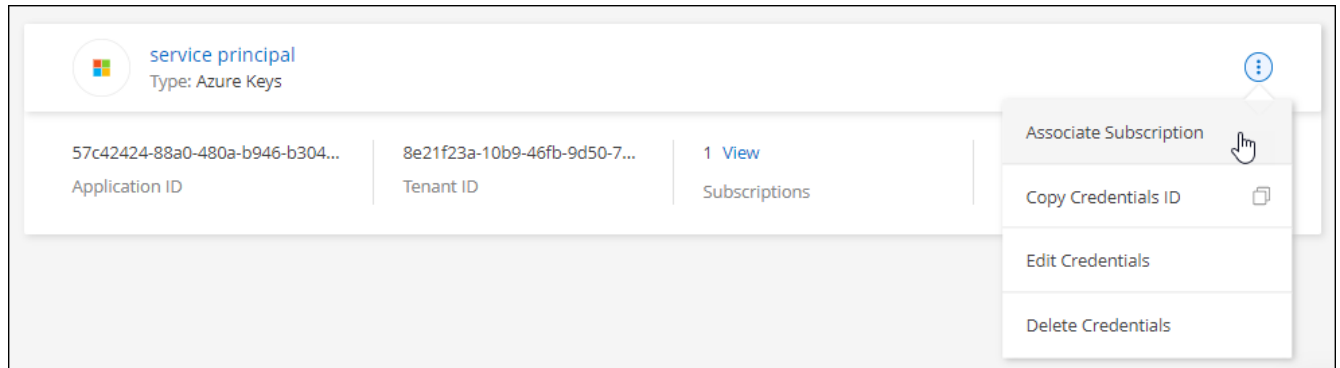 service principal
Type: Azure Keys
57c42424-88a0-480a-b946-b304...
Application ID
8e21f23a-10b9-46fb-9d50-7...
Tenant ID
1 View
Subscriptions
Associate Subscription
Copy Credentials ID
Edit Credentials
Delete Credentials